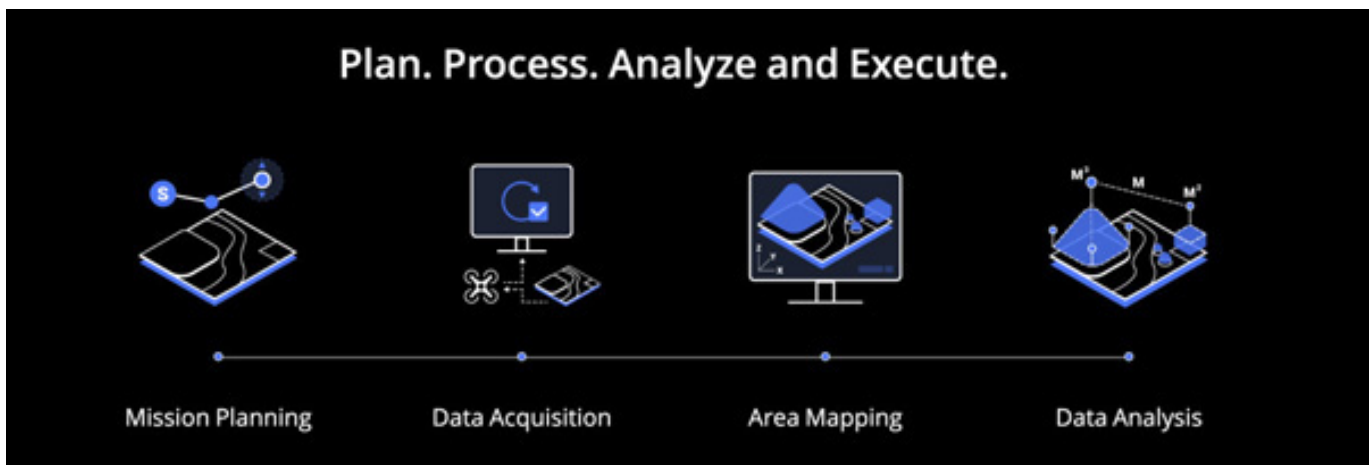 Plan. Process. Analyze and Execute.
S
M³ M M³
Z
Y
X
Mission Planning
Data Acquisition
Area Mapping
Data Analysis